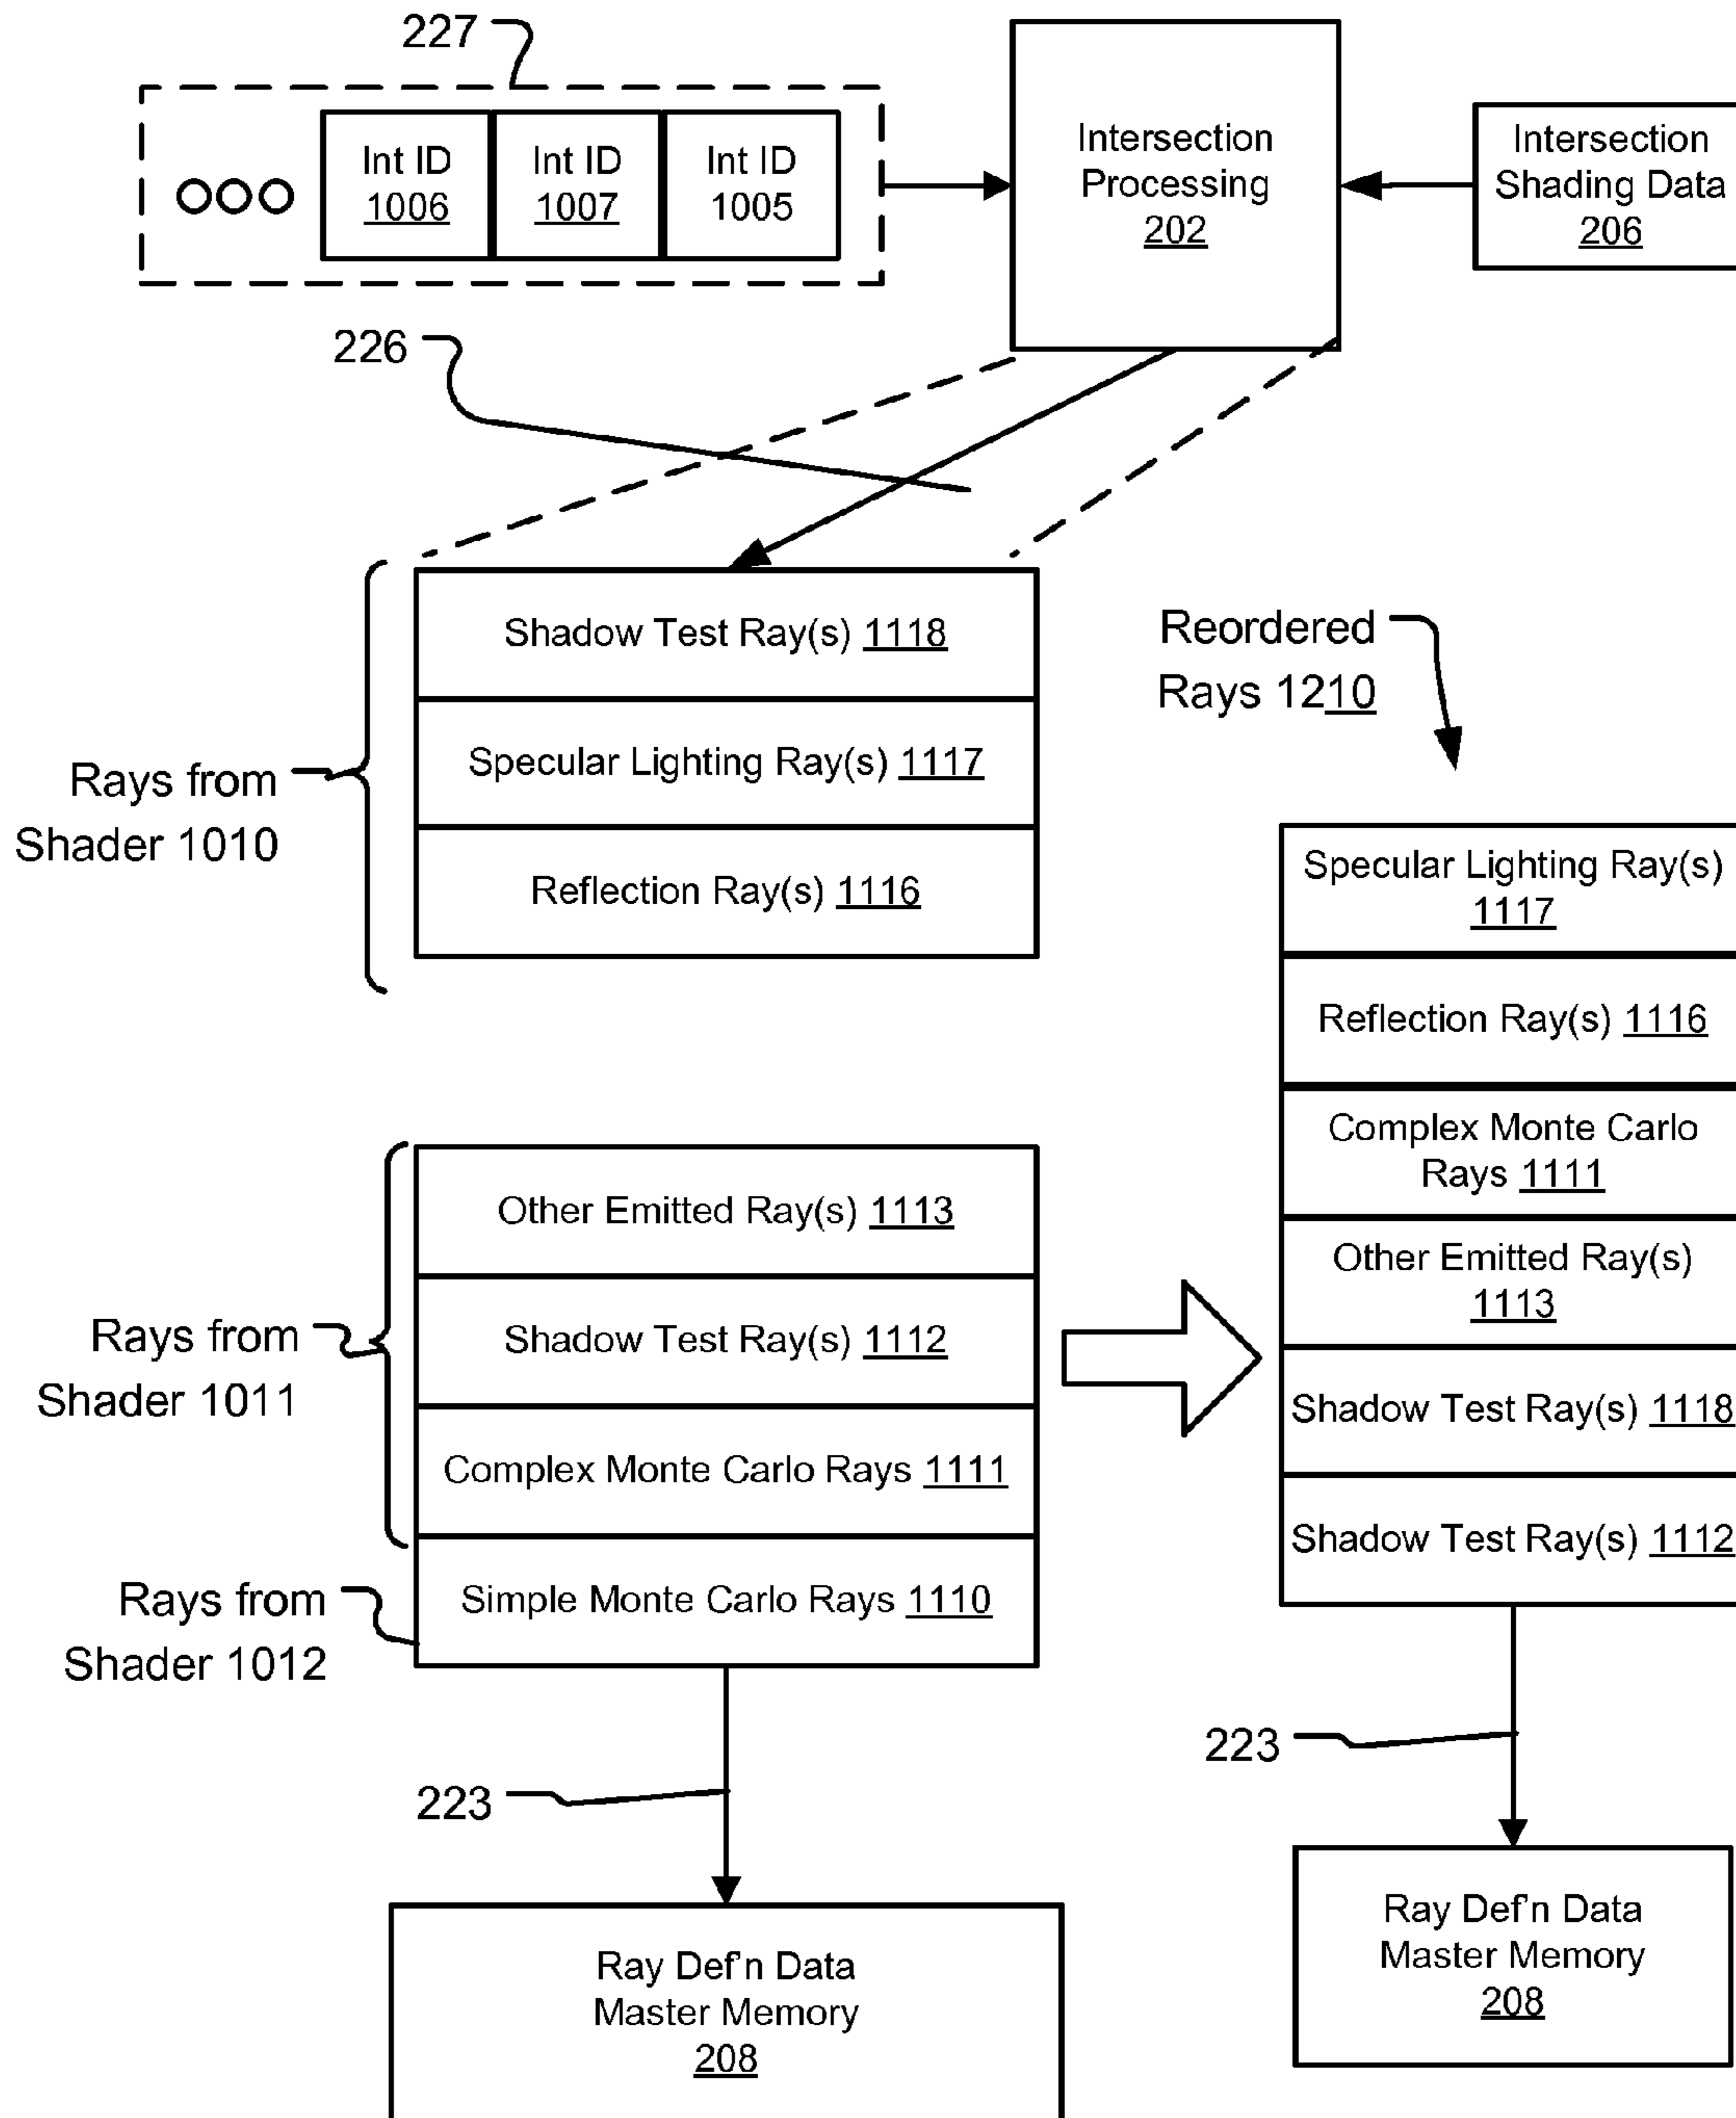 227
Int ID
1006
Int ID
1007
Int ID
1005
Intersection
Processing
202
Intersection
Shading Data
206
226
Rays from
Shader 1010
Shadow Test Ray(s) 1118
Specular Lighting Ray(s) 1117
Reflection Ray(s) 1116
Reordered
Rays 1210
Rays from
Shader 1011
Other Emitted Ray(s) 1113
Shadow Test Ray(s) 1112
Complex Monte Carlo Rays 1111
Rays from
Shader 1012
Simple Monte Carlo Rays 1110
Specular Lighting Ray(s)
1117
Reflection Ray(s) 1116
Complex Monte Carlo
Rays 1111
Other Emitted Ray(s)
1113
Shadow Test Ray(s) 1118
Shadow Test Ray(s) 1112
223
223
Ray Def'n Data
Master Memory
208
Ray Def'n Data
Master Memory
208